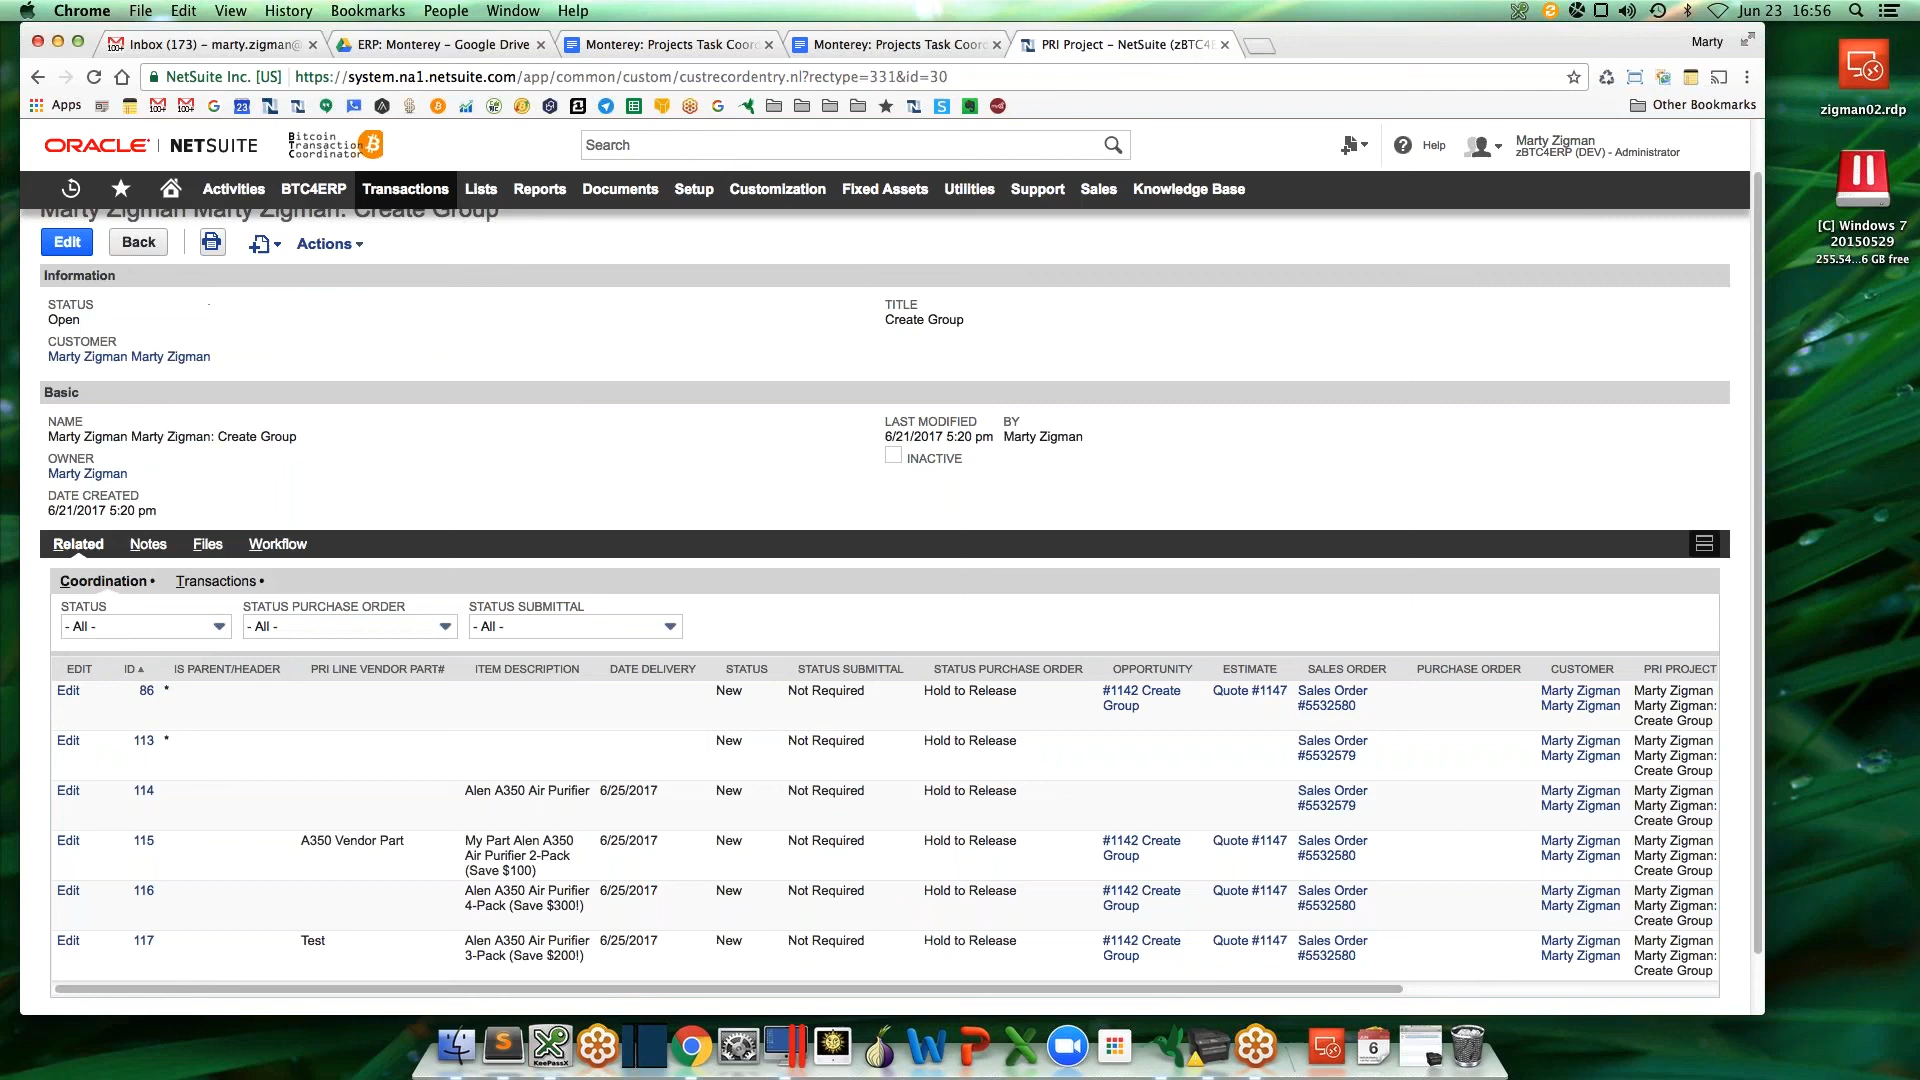 Chrome File Edit View History Bookmarks People Window Help Jun 23 16:56
Inbox (173) – marty.zigman@ ERP: Monterey – Google Drive Monterey: Projects Task Coord Monterey: Projects Task Coord PRI Project – NetSuite (zBTC4E Marty
NetSuite Inc. [US] https://system.na1.netsuite.com/app/common/custom/custrecordentry.nl?rectype=331&id=30
Apps Other Bookmarks
zigman02.rdp
ORACLE NETSUITE Bitcoin Transaction Coordinator Search Help Marty Zigman
zBTC4ERP (DEV) - Administrator
Activities BTC4ERP Transactions Lists Reports Documents Setup Customization Fixed Assets Utilities Support Sales Knowledge Base
Marty Zigman Marty Zigman: Create Group
[C] Windows 7
20150529
255.54...6 GB free
Edit Back Actions
Information
STATUS TITLE
Open Create Group
CUSTOMER
Marty Zigman Marty Zigman
Basic
NAME LAST MODIFIED BY
Marty Zigman Marty Zigman: Create Group 6/21/2017 5:20 pm Marty Zigman
OWNER INACTIVE
Marty Zigman
DATE CREATED
6/21/2017 5:20 pm
Related Notes Files Workflow
Coordination • Transactions •
STATUS STATUS PURCHASE ORDER STATUS SUBMITTAL
- All - - All - - All -
EDIT ID IS PARENT/HEADER PRI LINE VENDOR PART# ITEM DESCRIPTION DATE DELIVERY STATUS STATUS SUBMITTAL STATUS PURCHASE ORDER OPPORTUNITY ESTIMATE SALES ORDER PURCHASE ORDER CUSTOMER PRI PROJECT
Edit 86 * New Not Required Hold to Release #1142 Create Quote #1147 Sales Order Marty Zigman Marty Zigman
Group #5532580 Marty Zigman Marty Zigman:
Create Group
Edit 113 * New Not Required Hold to Release Sales Order Marty Zigman Marty Zigman
#5532579 Marty Zigman Marty Zigman:
Create Group
Edit 114 Alen A350 Air Purifier 6/25/2017 New Not Required Hold to Release Sales Order Marty Zigman Marty Zigman
#5532579 Marty Zigman Marty Zigman:
Create Group
Edit 115 A350 Vendor Part My Part Alen A350 6/25/2017 New Not Required Hold to Release #1142 Create Quote #1147 Sales Order Marty Zigman Marty Zigman
Air Purifier 2-Pack Group #5532580 Marty Zigman Marty Zigman:
(Save $100) Create Group
Edit 116 Alen A350 Air Purifier 6/25/2017 New Not Required Hold to Release #1142 Create Quote #1147 Sales Order Marty Zigman Marty Zigman
4-Pack (Save $300!) Group #5532580 Marty Zigman Marty Zigman:
Create Group
Edit 117 Test Alen A350 Air Purifier 6/25/2017 New Not Required Hold to Release #1142 Create Quote #1147 Sales Order Marty Zigman Marty Zigman
3-Pack (Save $200!) Group #5532580 Marty Zigman Marty Zigman:
Create Group
KeePassX
6